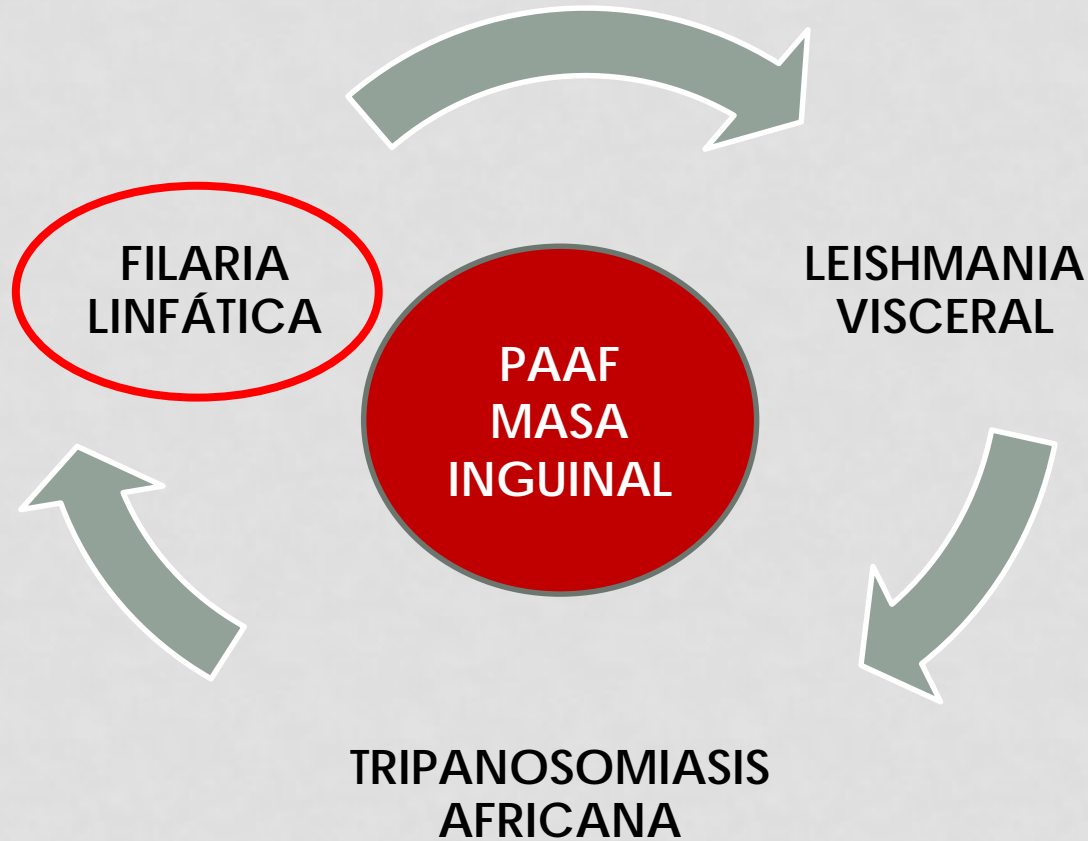 FILARIA
LINFÁTICA
LEISHMANIA
VISCERAL
PAAF
MASA
INGUINAL
TRIPANOSOMIASIS
AFRICANA